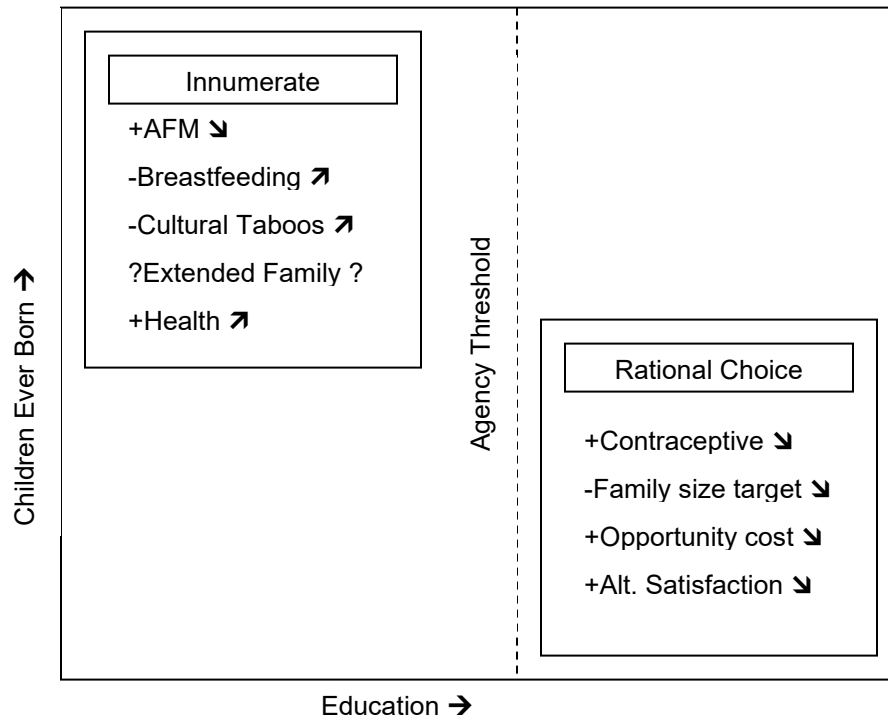 Innumerate
+AFM ↘
-Breastfeeding ↗
-Cultural Taboos ↗
?Extended Family ?
+Health ↗
Children Ever Born →
Agency Threshold
Rational Choice
+Contraceptive ↘
-Family size target ↘
+Opportunity cost ↘
+Alt. Satisfaction ↘
Education →